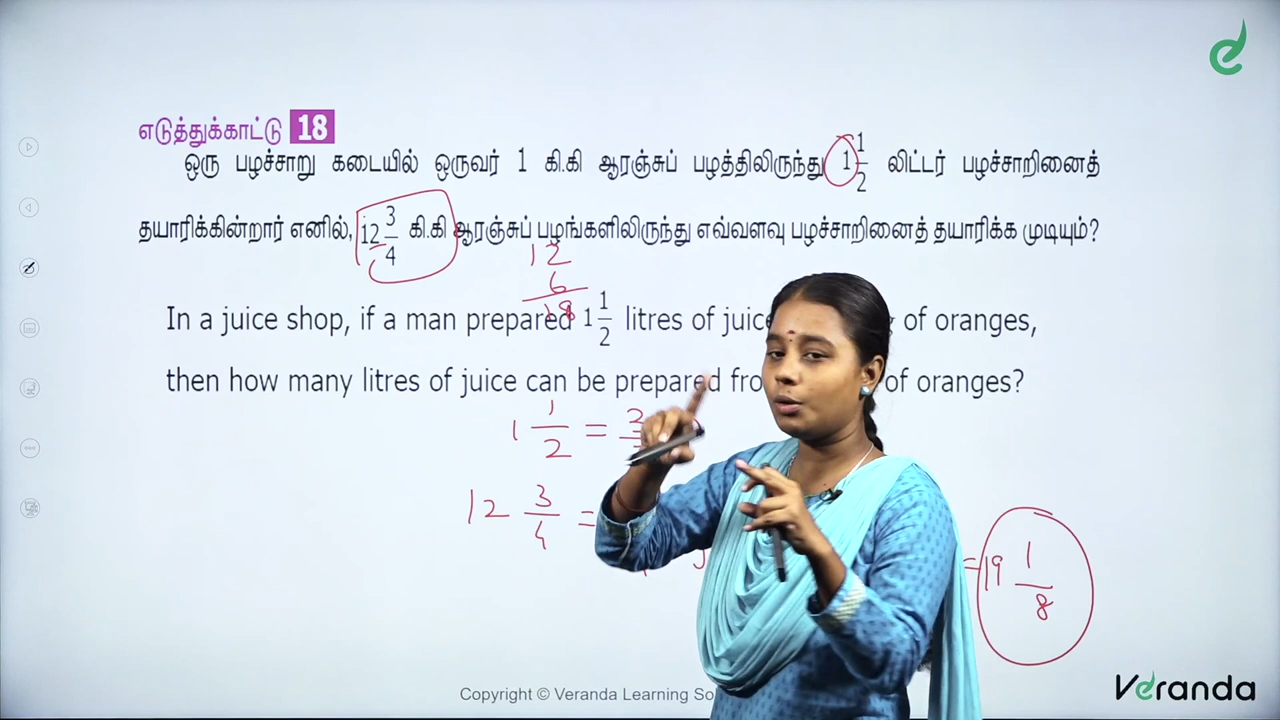 எடுத்துக்காட்டு 18
ஒரு பழச்சாறு கடையில் ஒருவர் 1 கி.கி ஆரஞ்சுப் பழத்திலிருந்து 1 1/2 லிட்டர் பழச்சாறினைத்
தயாரிக்கின்றார் எனில், 12 3/4 கி.கி ஆரஞ்சுப் பழங்களிலிருந்து எவ்வளவு பழச்சாறினைத் தயாரிக்க முடியும்?
12
6
18
In a juice shop, if a man prepared 1 1/2 litres of juice of oranges,
then how many litres of juice can be prepared of oranges?
1 1/2 =
12 3/4 =
= 19 1/8
Copyright © Veranda Learning
Veranda